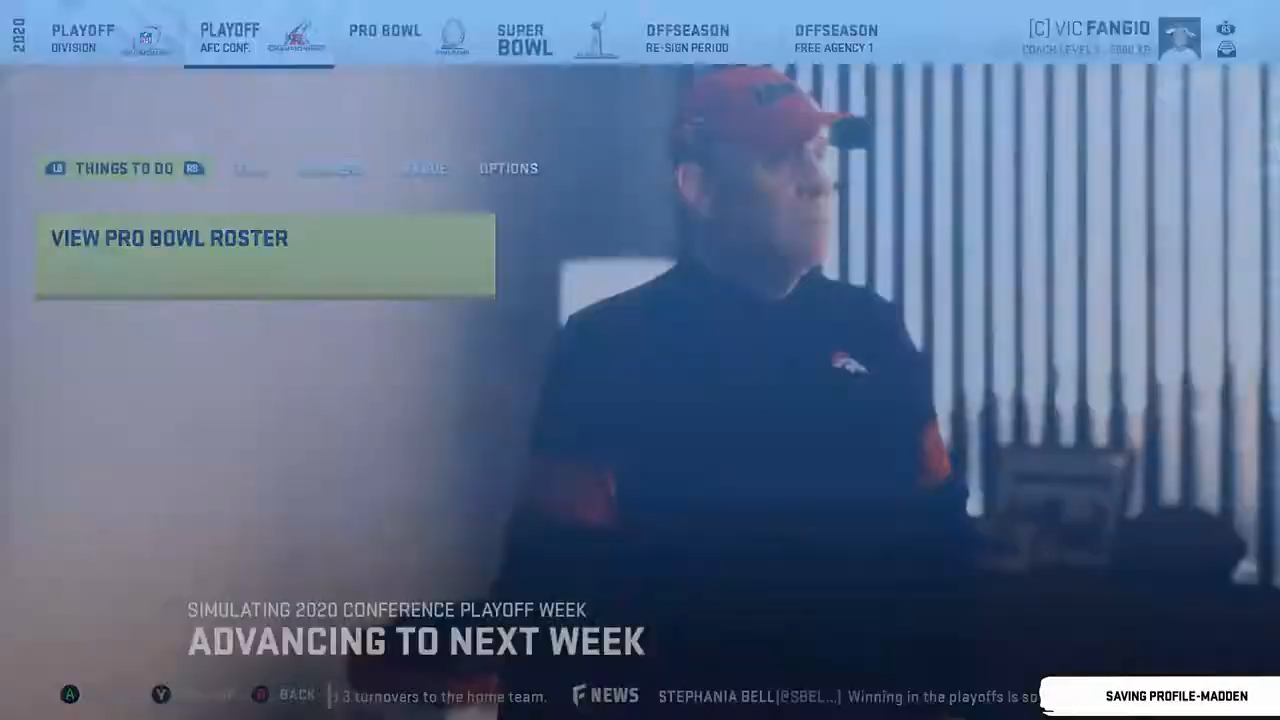 2020
PLAYOFF
DIVISION
PLAYOFF
AFC CONF.
PRO BOWL
SUPER
BOWL
OFFSEASON
RE-SIGN PERIOD
OFFSEASON
FREE AGENCY 1
[C] VIC FANGIO
RS
LB THINGS TO DO RB
OPTIONS
VIEW PRO BOWL ROSTER
SIMULATING 2020 CONFERENCE PLAYOFF WEEK
ADVANCING TO NEXT WEEK
A
Y
B BACK
3 turnovers to the home team.
NEWS
STEPHANIA BELL(@SBEL...) Winning in the playoffs is so
SAVING PROFILE-MADDEN